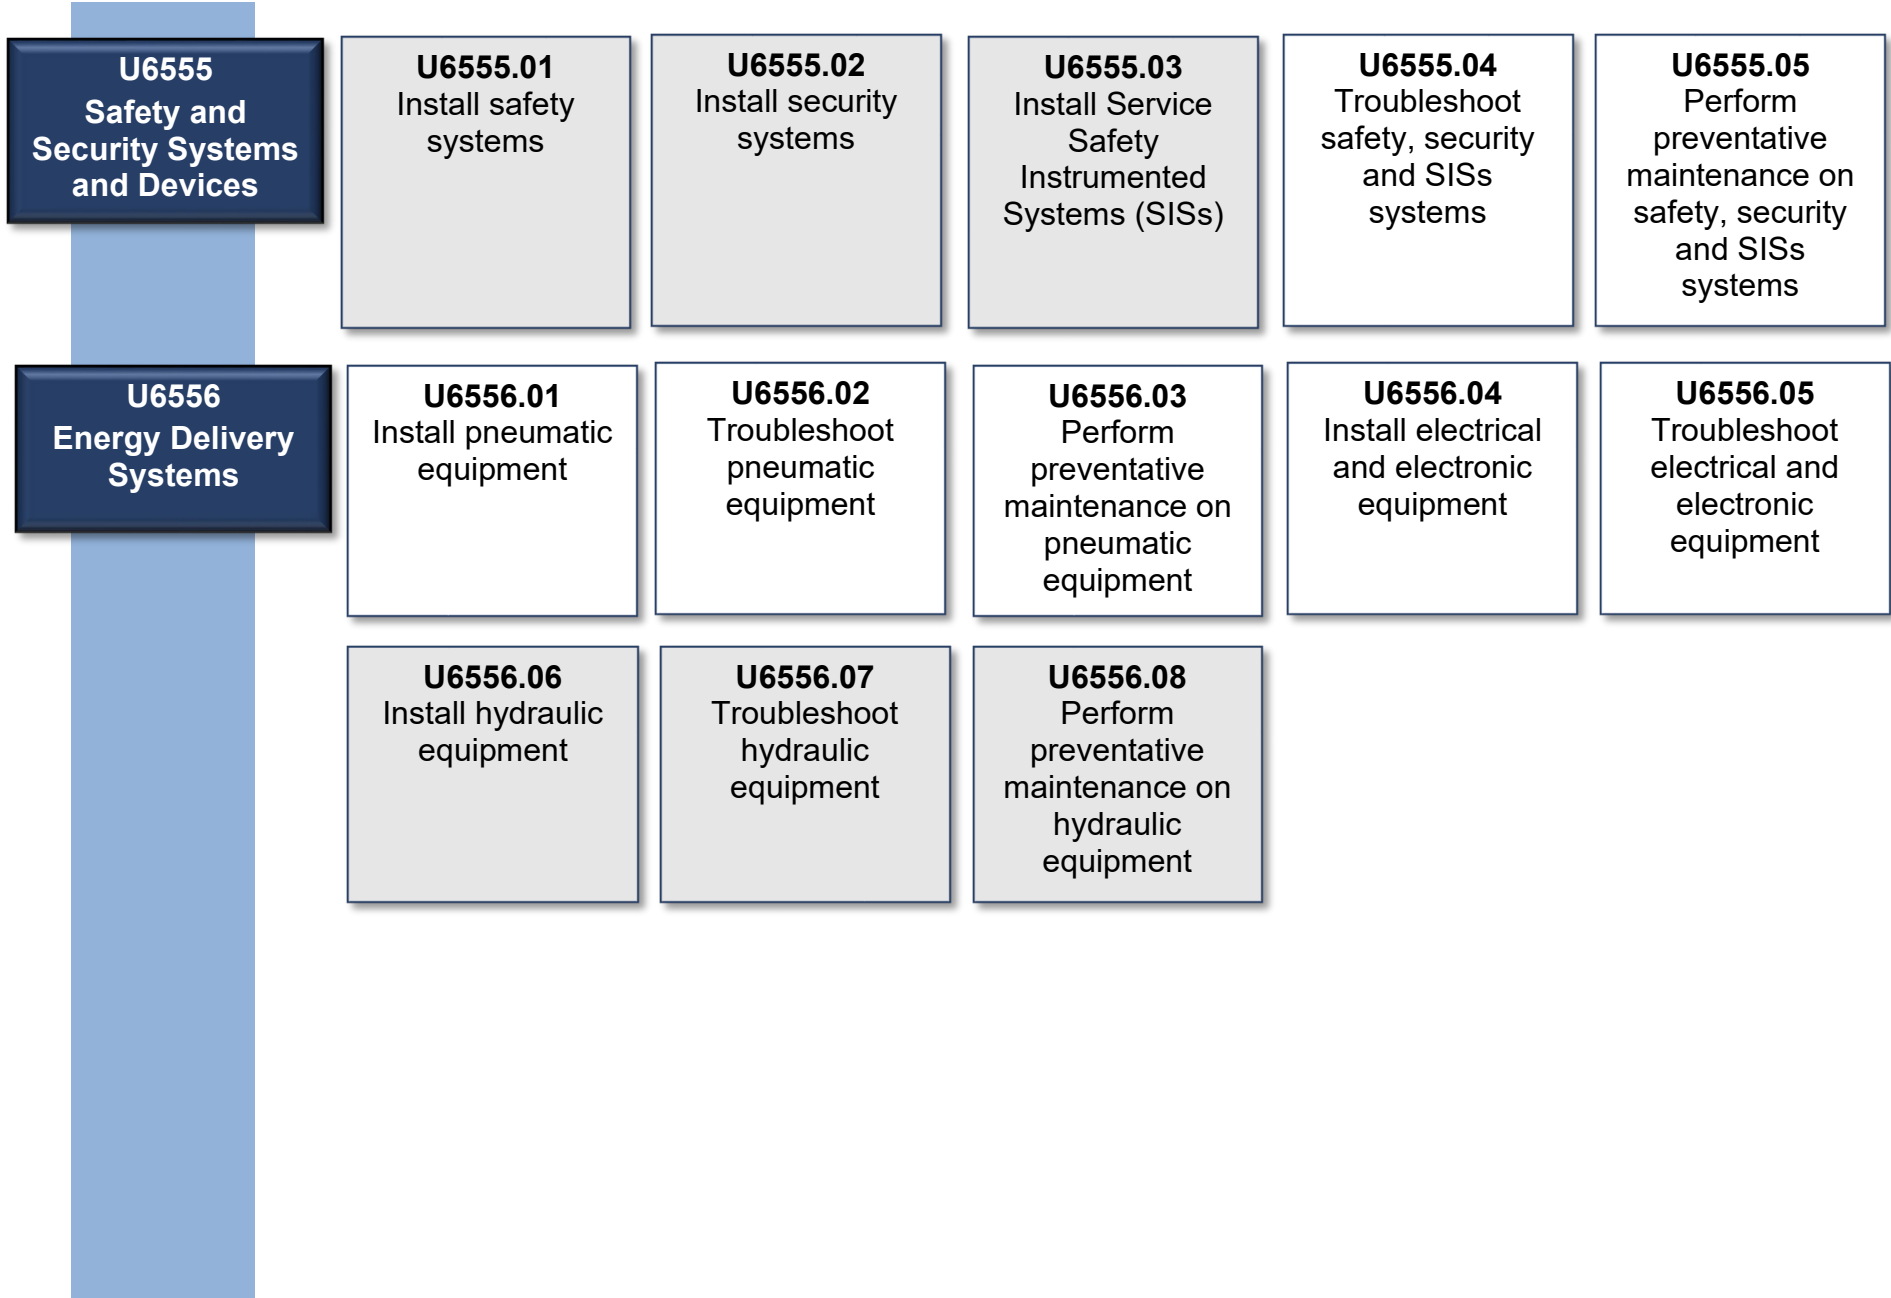 U6555
Safety and
Security Systems
and Devices
U6555.01
Install safety
systems
U6555.02
Install security
systems
U6555.03
Install Service
Safety
Instrumented
Systems (SISs)
U6555.04
Troubleshoot
safety, security
and SISs
systems
U6555.05
Perform
preventative
maintenance on
safety, security
and SISs
systems
U6556
Energy Delivery
Systems
U6556.01
Install pneumatic
equipment
U6556.02
Troubleshoot
pneumatic
equipment
U6556.03
Perform
preventative
maintenance on
pneumatic
equipment
U6556.04
Install electrical
and electronic
equipment
U6556.05
Troubleshoot
electrical and
electronic
equipment
U6556.06
Install hydraulic
equipment
U6556.07
Troubleshoot
hydraulic
equipment
U6556.08
Perform
preventative
maintenance on
hydraulic
equipment